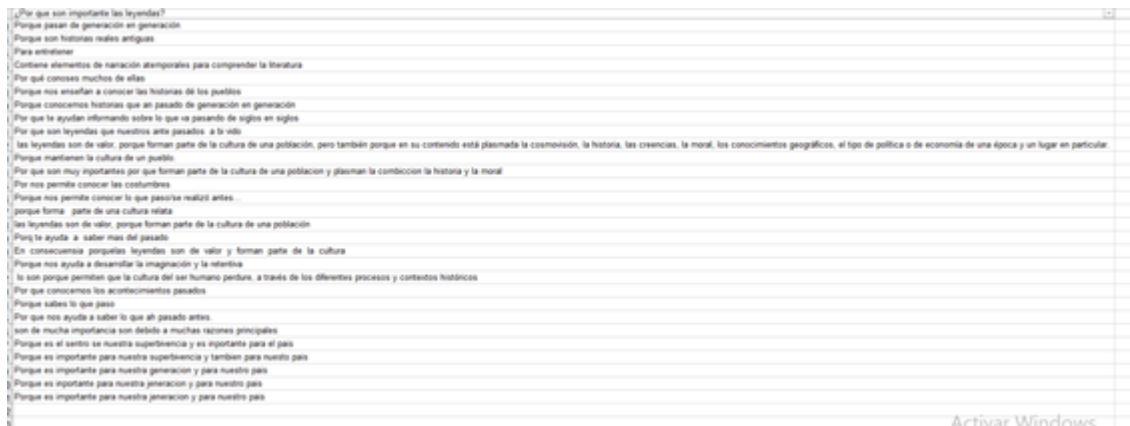 ¿Por que son importante las leyendas?
Porque pasan de generación en generación
Porque son historias reales antiguas
Para entretener
Contiene elementos de narración atemporales para comprender la literatura
Por qué conoses muchos de ellas
Porque nos enseñan a conocer las historias dé los pueblos
Porque conocemos historias que an pasado de generación en generación
Por que te ayudan informando sobre lo que va pasando de siglos en siglos
Por que son leyendas que nuestros ante pasados a bi vido
las leyendas son de valor, porque forman parte de la cultura de una población, pero también porque en su contenido está plasmada la cosmovisión, la historia, las creencias, la moral, los conocimientos geográficos, el tipo de política o de economía de una época y un lugar en particular.
Porque mantienen la cultura de un pueblo.
Por que son muy inportantes por que forman parte de la cultura de una poblacion y plasman la combiccion la historia y la moral
Por nos permite conocer las costumbres
Porque nos permite conocer lo que paso/se realizó antes...
porque forma parte de una cultura relata
las leyendas son de valor, porque forman parte de la cultura de una población
Porq te ayuda a saber mas del pasado
En consecuensia porquelas leyendas son de valor y forman parte de la cultura
Porque nos ayuda a desarrollar la imaginación y la retentiva
lo son porque permiten que la cultura del ser humano perdure, a través de los diferentes procesos y contextos históricos
Por que conocemos los acontecimientos pasados
Porque sabes lo que paso
Por que nos ayuda a saber lo que ah pasado antes.
son de mucha importancia son debido a muchas razones principales
Porque es el sentro se nuestra superbivencia y es inportante para el pais
Porque es importante para nuestra superbivencia y tambien para nuesto pais
Porque es importante para nuestra generacion y para nuestro pais
Porque es inportante para nuestra jeneracion y para nuestro pais
Porque es importante para nuestra jeneracion y para nuestro pais
Activar Windows